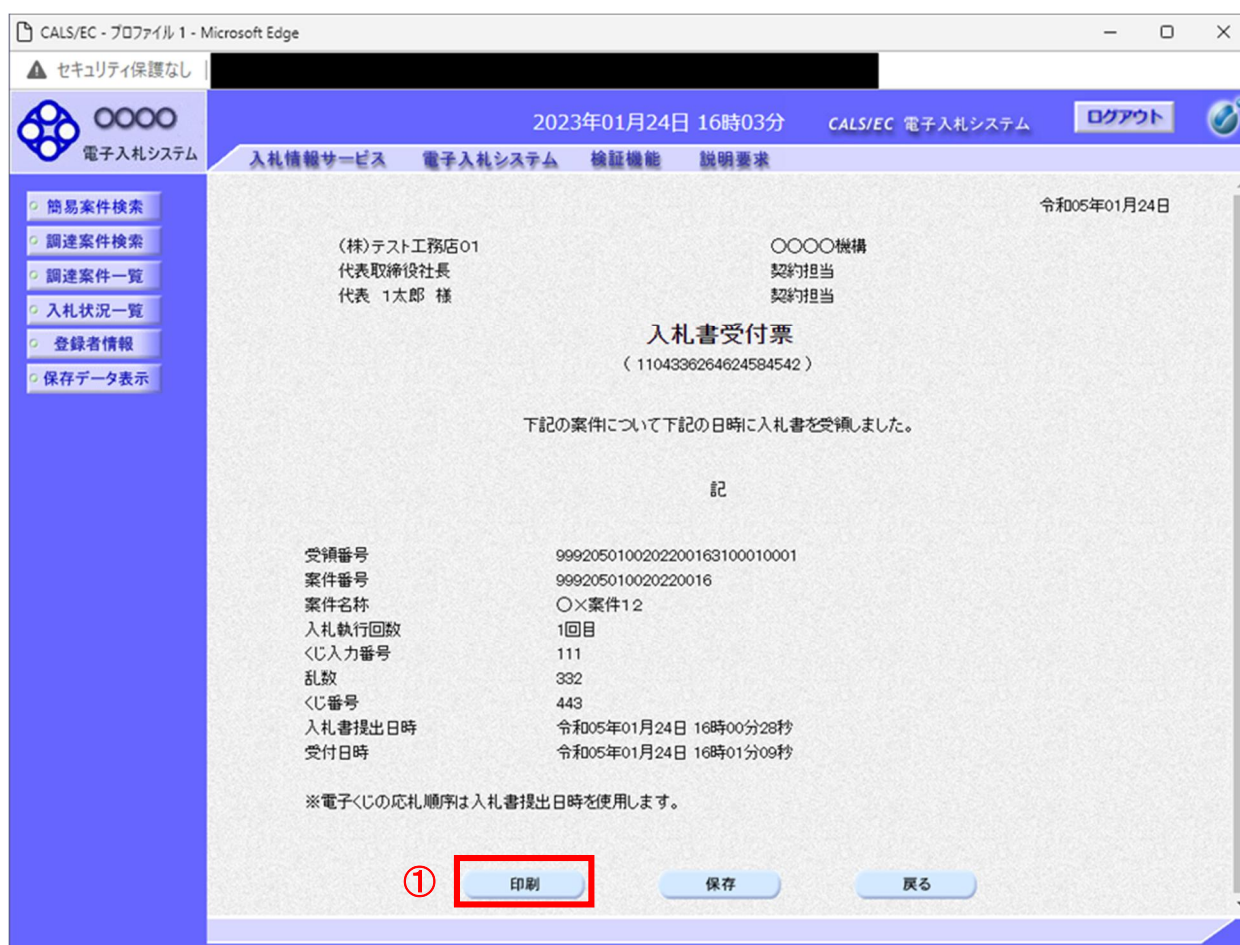 CALS/EC - プロファイル 1 - Microsoft Edge
セキュリティ保護なし
○○○○
電子入札システム
2023年01月24日 16時03分
CALS/EC 電子入札システム
ログアウト
入札情報サービス 電子入札システム 検証機能 説明要求
簡易案件検索
調達案件検索
調達案件一覧
入札状況一覧
登録者情報
保存データ表示
令和05年01月24日
(株)テスト工務店01
代表取締役社長
代表 1太郎 様
○○○○機構
契約担当
契約担当
入札書受付票
( 1104336264624584542 )
下記の案件について下記の日時に入札書を受領しました。
記
受領番号 99920501002022001631000​10001
案件番号 999205010020220016
案件名称 ○×案件12
入札執行回数 1回目
くじ入力番号 111
乱数 332
くじ番号 443
入札書提出日時 令和05年01月24日 16時00分28秒
受付日時 令和05年01月24日 16時01分09秒
※電子くじの応札順序は入札書提出日時を使用します。
① 印刷 保存 戻る